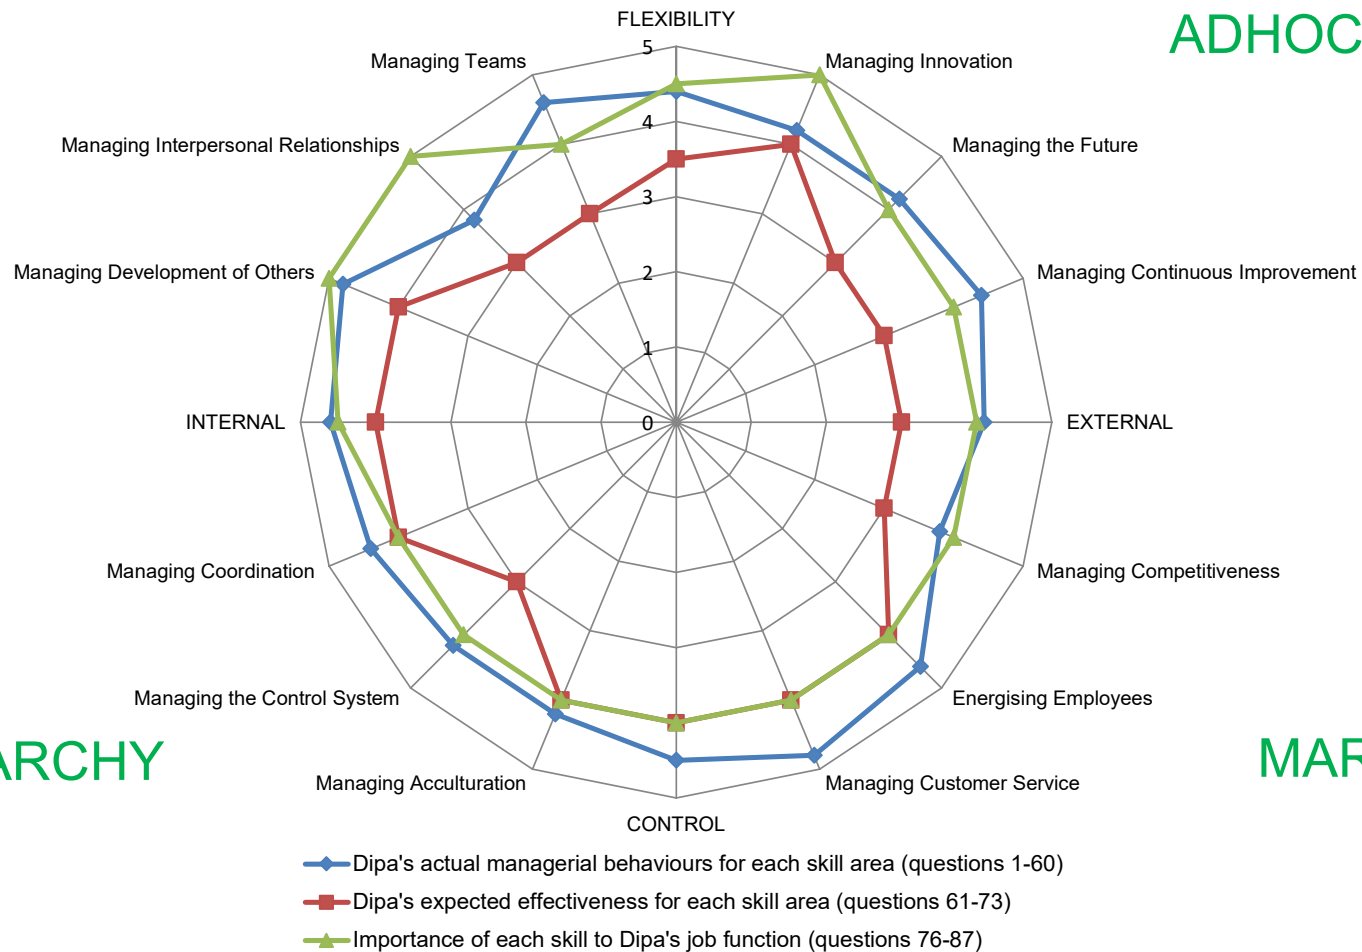 FLEXIBILITY
ADHOC
Managing Teams
Managing Innovation
Managing Interpersonal Relationships
Managing the Future
Managing Development of Others
Managing Continuous Improvement
INTERNAL
EXTERNAL
Managing Coordination
Managing Competitiveness
Managing the Control System
Energising Employees
ARCHY
MAR
Managing Acculturation
Managing Customer Service
CONTROL
5
4
3
2
1
0
Dipa's actual managerial behaviours for each skill area (questions 1-60)
Dipa's expected effectiveness for each skill area (questions 61-73)
Importance of each skill to Dipa's job function (questions 76-87)